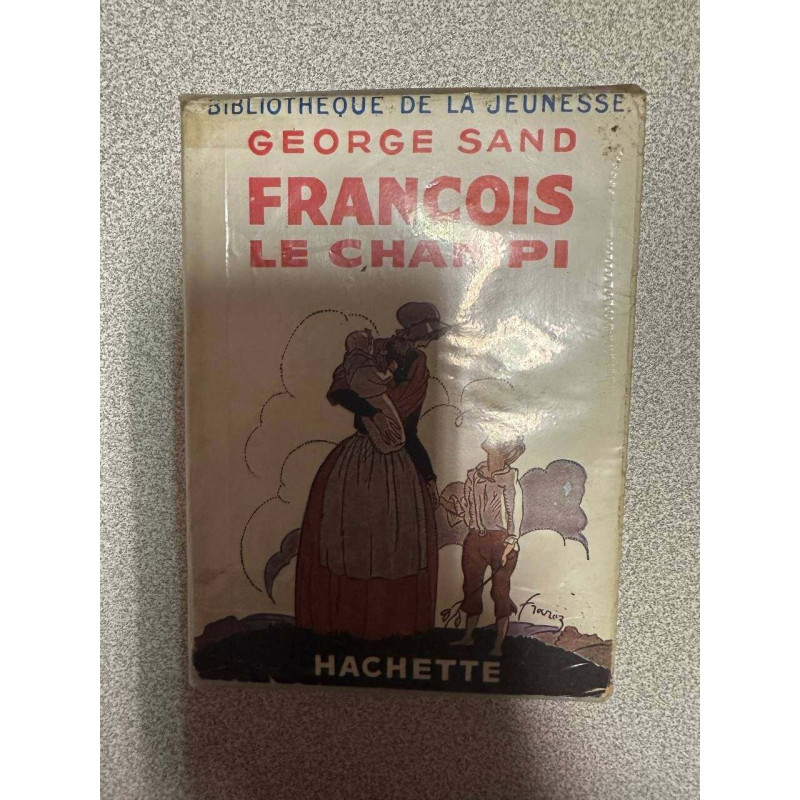 BIBLIOTHEQUE DE LA JEUNESSE
GEORGE SAND
FRANCOIS
LE CHAMPI
HACHETTE